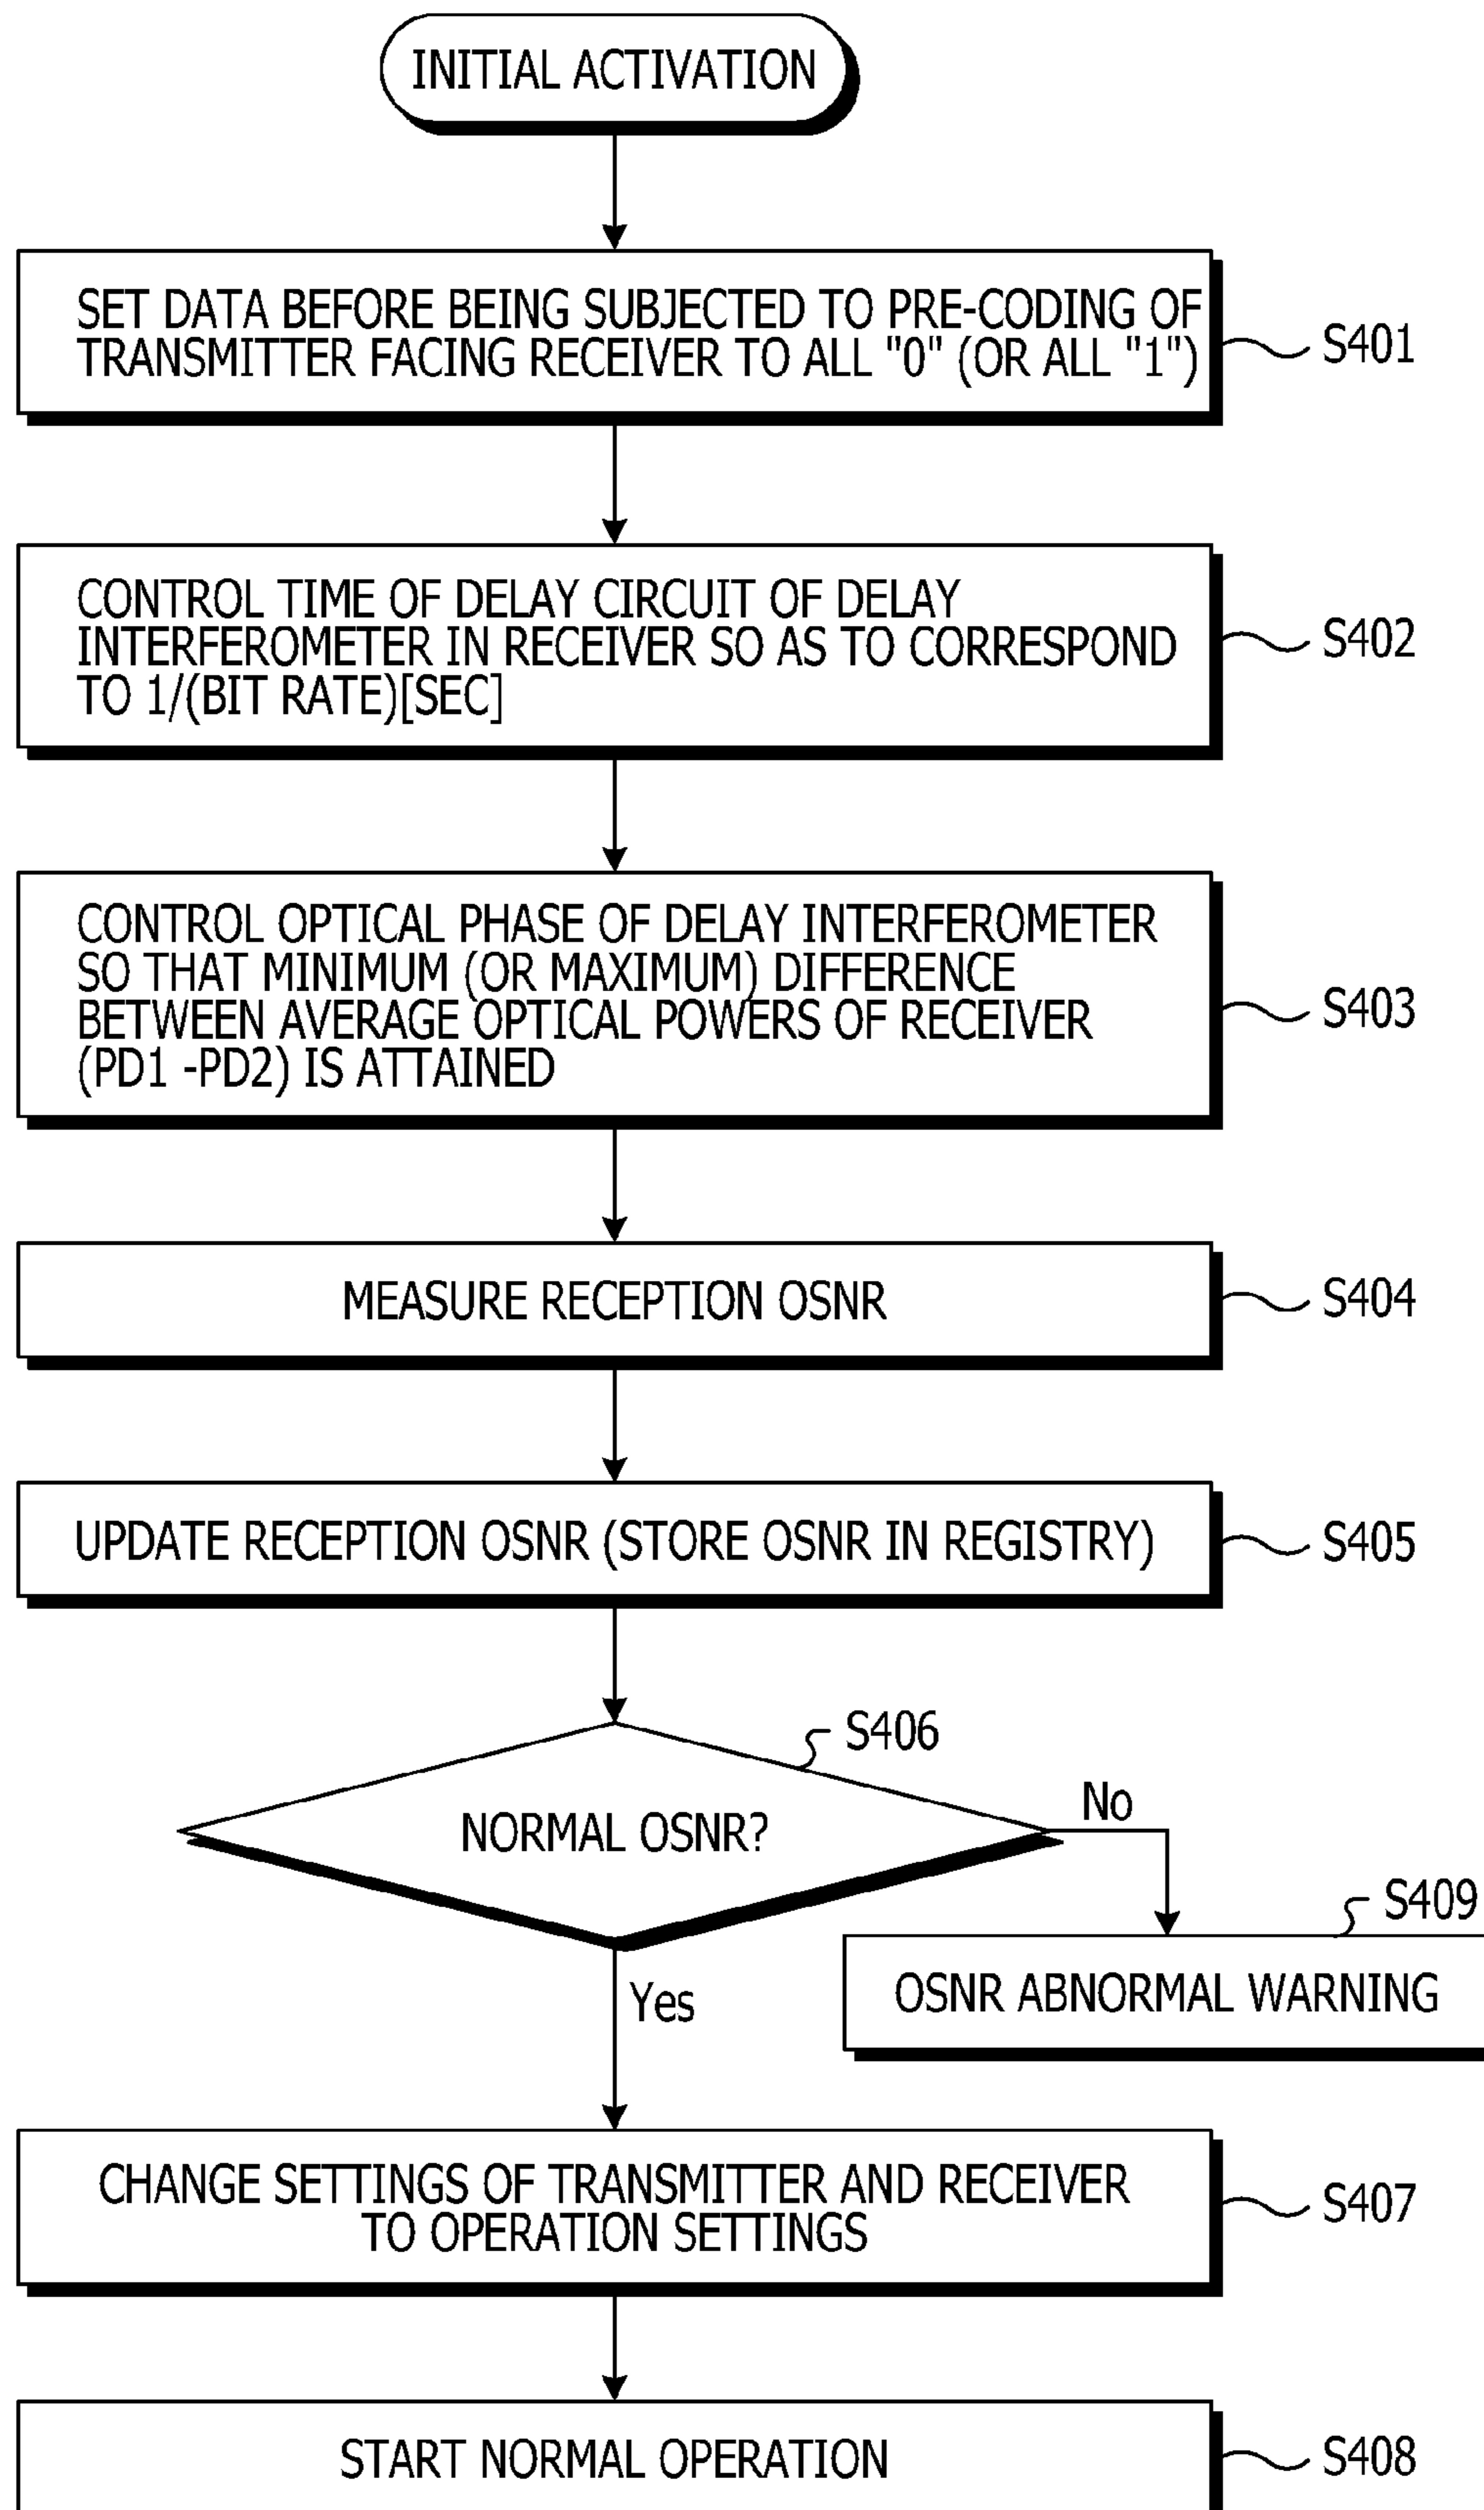 INITIAL ACTIVATION
SET DATA BEFORE BEING SUBJECTED TO PRE-CODING OF
TRANSMITTER FACING RECEIVER TO ALL "0" (OR ALL "1")
S401
CONTROL TIME OF DELAY CIRCUIT OF DELAY
INTERFEROMETER IN RECEIVER SO AS TO CORRESPOND
TO 1/(BIT RATE)[SEC]
S402
CONTROL OPTICAL PHASE OF DELAY INTERFEROMETER
SO THAT MINIMUM (OR MAXIMUM) DIFFERENCE
BETWEEN AVERAGE OPTICAL POWERS OF RECEIVER
(PD1 -PD2) IS ATTAINED
S403
MEASURE RECEPTION OSNR
S404
UPDATE RECEPTION OSNR (STORE OSNR IN REGISTRY)
S405
S406
NORMAL OSNR?
No
S409
OSNR ABNORMAL WARNING
Yes
CHANGE SETTINGS OF TRANSMITTER AND RECEIVER
TO OPERATION SETTINGS
S407
START NORMAL OPERATION
S408